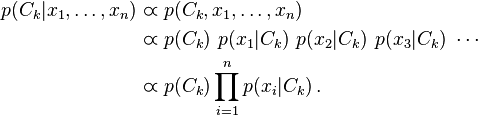 p(C_k|x_1, …, x_n) ∝ p(C_k, x_1, …, x_n)
∝ p(C_k) p(x_1|C_k) p(x_2|C_k) p(x_3|C_k) ⋯
∝ p(C_k) ∏_{i=1}^{n} p(x_i|C_k) .